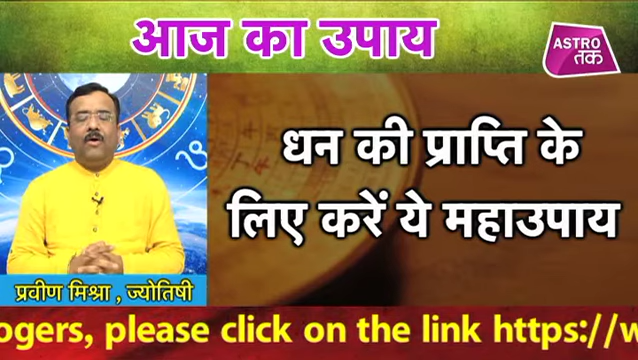 आज का उपाय
ASTRO
तक
धन की प्राप्ति के
लिए करें ये महाउपाय
प्रवीण मिश्रा , ज्योतिषी
ogers, please click on the link https://w